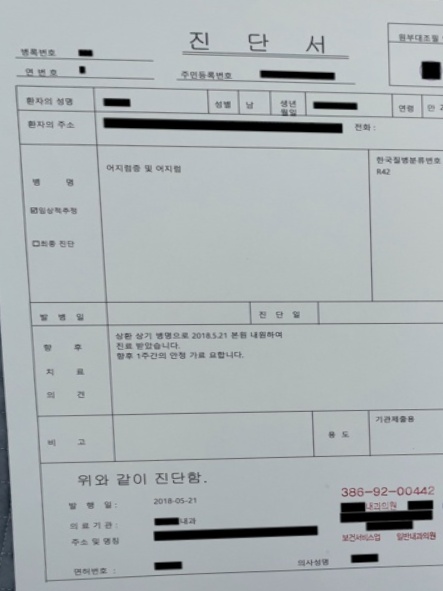 진 단 서
원부대조필
병록번호
연 번 호
주민등록번호
환자의 성명
성별 남
생년
월일
연령 만 2
환자의 주소
전화 :
병 명
어지럼증 및 어지럼
한국질병분류번호
R42
☑임상적추정
☐최종 진단
발 병 일
진 단 일
향 후
치 료
의 견
상환 상기 병명으로 2018.5.21 본원 내원하여
진료 받았습니다.
향후 1주간의 안정 가료 요합니다.
비 고
용 도
기관제출용
위와 같이 진단함.
발 행 일 : 2018-05-21
의 료 기 관 : 내과
주소 및 명칭
면허번호 :
의사성명
386-92-00442
내과의원
보건서비스업 일반내과의원